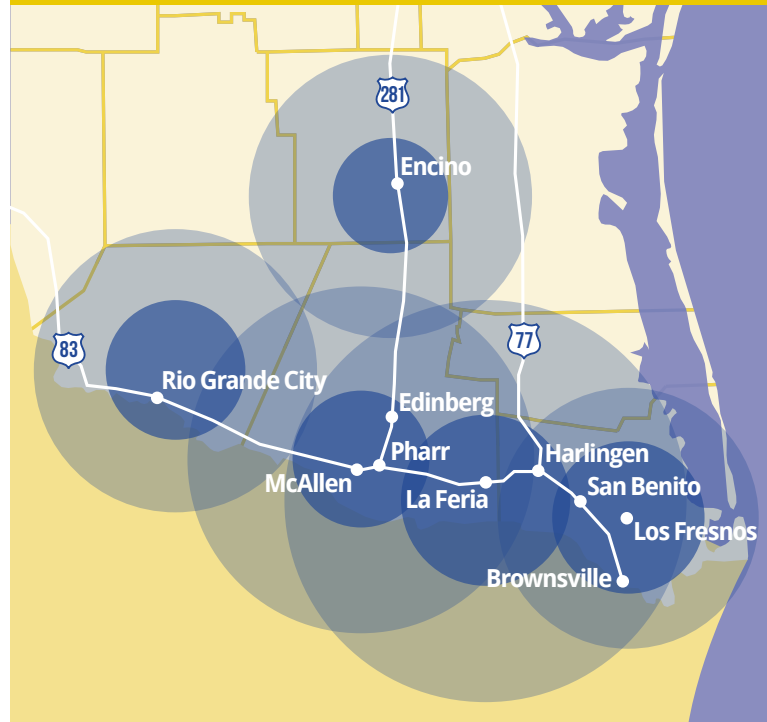 281
Encino
77
83
Rio Grande City
Edinberg
Pharr
Harlingen
McAllen
La Feria
San Benito
Los Fresnos
Brownsville